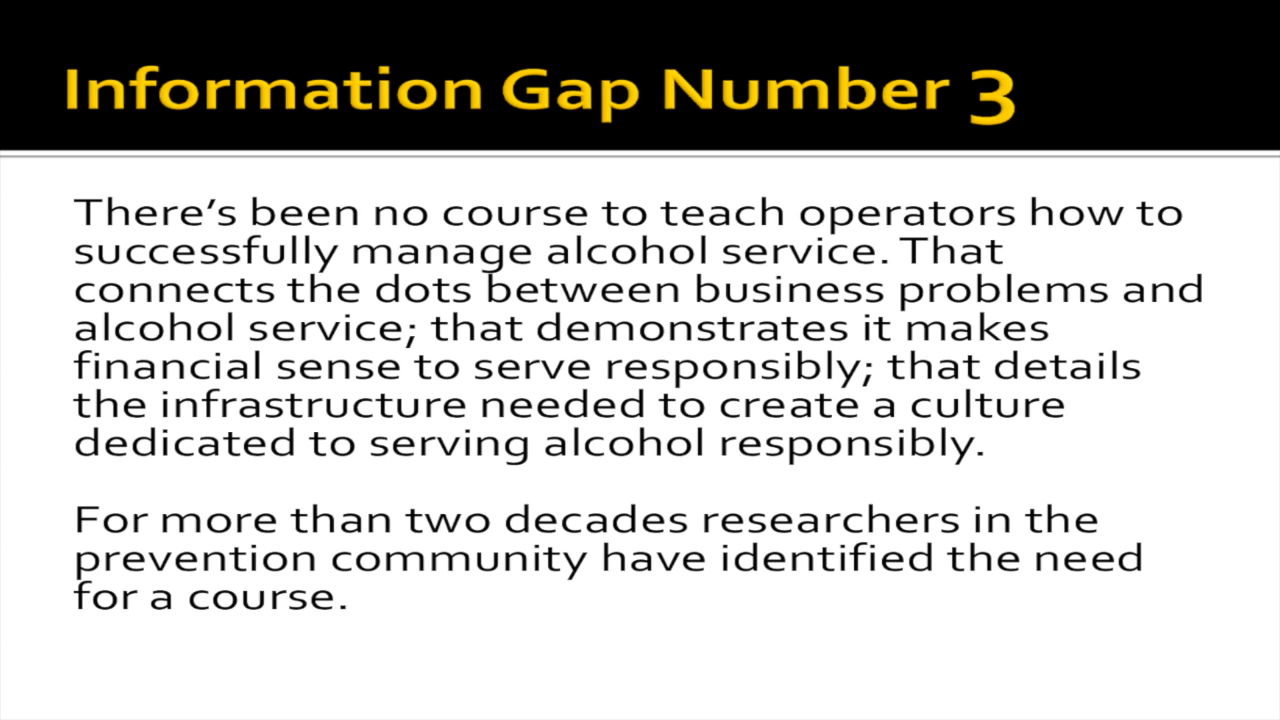 Information Gap Number 3
There’s been no course to teach operators how to
successfully manage alcohol service. That
connects the dots between business problems and
alcohol service; that demonstrates it makes
financial sense to serve responsibly; that details
the infrastructure needed to create a culture
dedicated to serving alcohol responsibly.
For more than two decades researchers in the
prevention community have identified the need
for a course.